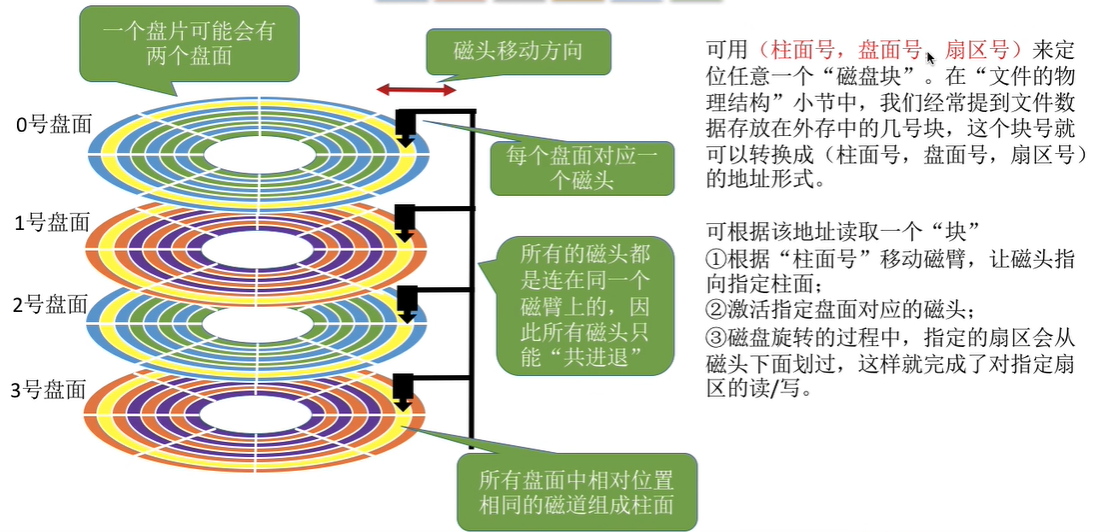 一个盘片可能会有
两个盘面
磁头移动方向
0号盘面
每个盘面对应一
个磁头
1号盘面
所有的磁头都
是连在同一个
磁臂上的，因
此所有磁头只
能“共进退”
2号盘面
3号盘面
所有盘面中相对位置
相同的磁道组成柱面
可用（柱面号，盘面号，扇区号）来定
位任意一个“磁盘块”。在“文件的物
理结构”小节中，我们经常提到文件数
据存放在外存中的几号块，这个块号就
可以转换成（柱面号，盘面号，扇区号）
的地址形式。
可根据该地址读取一个“块”
①根据“柱面号”移动磁臂，让磁头指
向指定柱面；
②激活指定盘面对应的磁头；
③磁盘旋转的过程中，指定的扇区会从
磁头下面划过，这样就完成了对指定扇
区的读/写。